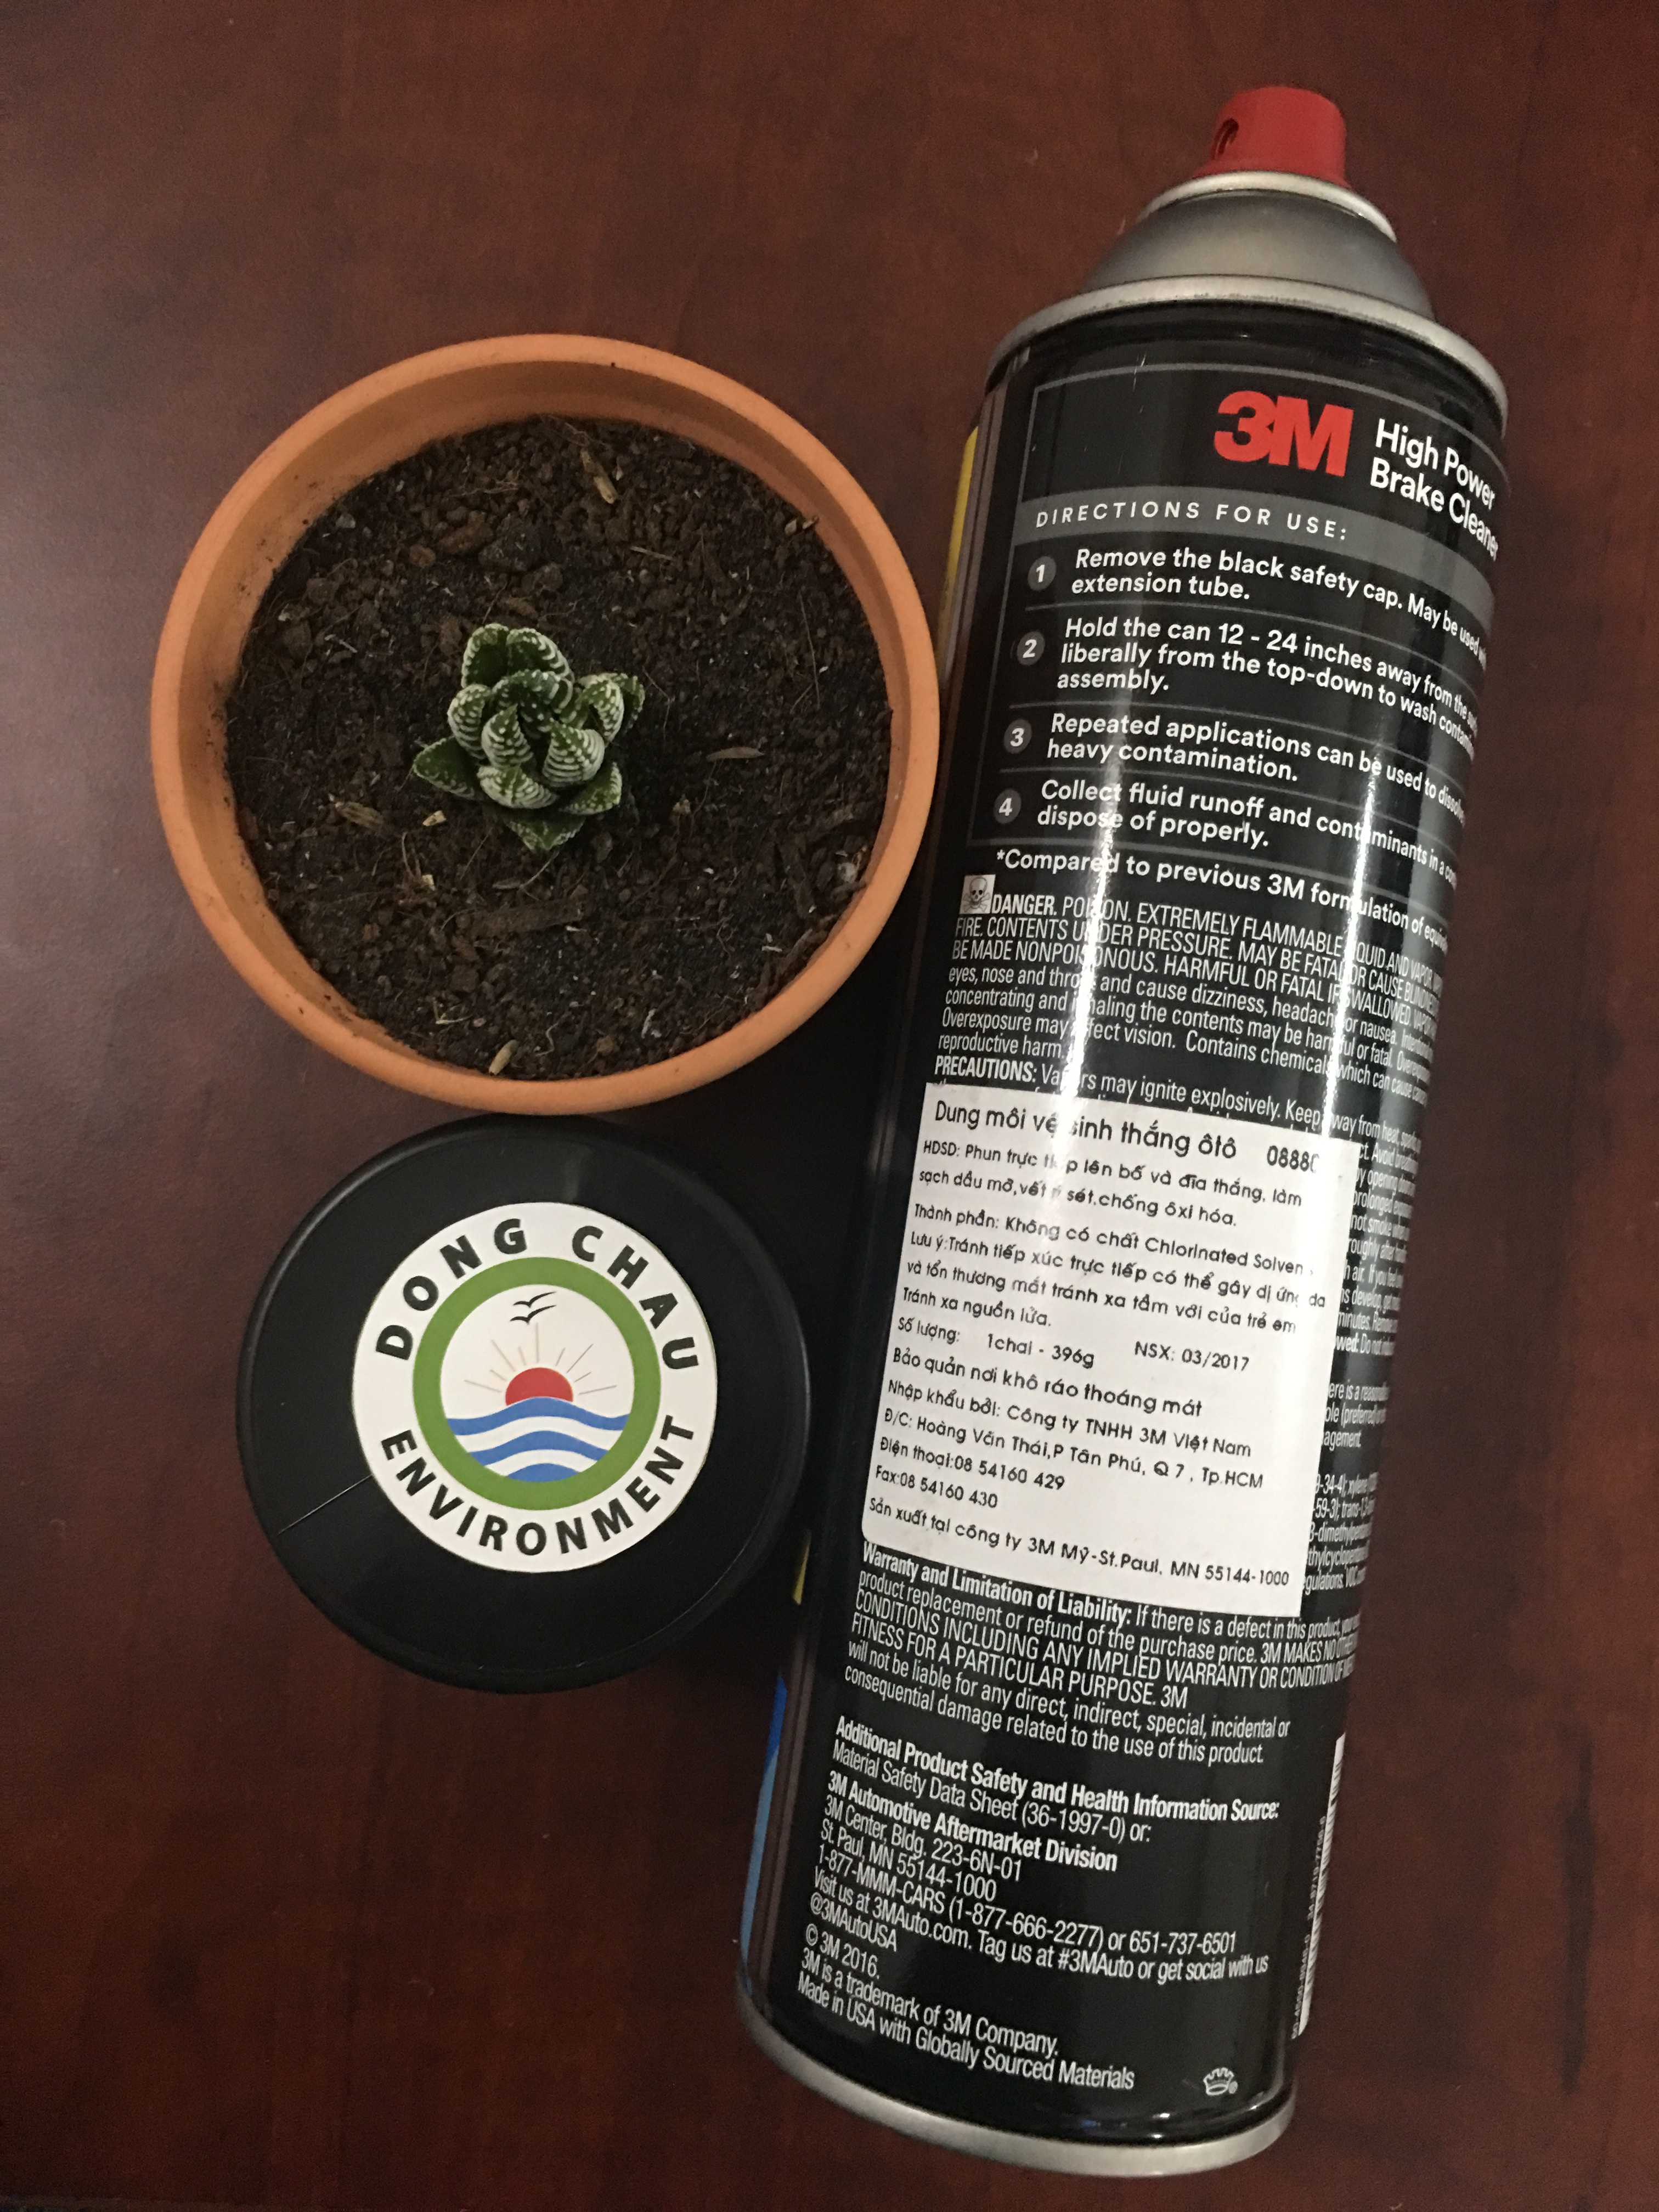 3M High Power
Brake Cleaner
DIRECTIONS FOR USE:
1 Remove the black safety cap. May be used
extension tube.
2 Hold the can 12 - 24 inches away from the
liberally from the top-down to wash
assembly.
3 Repeated applications can be used to
heavy contamination.
4 Collect fluid runoff and contaminants in a
dispose of properly.
*Compared to previous 3M formulation of
DANGER. POISON. EXTREMELY FLAMMABLE LIQUID AND VAPOR.
FIRE. CONTENTS UNDER PRESSURE. MAY BE FATAL OR CAUSE BLINDNESS
BE MADE NONPOISONOUS. HARMFUL OR FATAL IF SWALLOWED.
eyes, nose and throat and cause dizziness, headache or nausea.
concentrating and inhaling the contents may be harmful or fatal.
Overexposure may affect vision. Contains chemicals which can cause
reproductive harm.
PRECAUTIONS: Vapors may ignite explosively. Keep away from heat,
Dung môi vệ sinh thắng ôtô 0888
HDSD: Phun trực tiếp lên bố và đĩa thắng, làm
sạch dầu mỡ,vết rỉ sét.chống ôxi hóa.
Thành phần: Không có chất Chlorinated Solven
Lưu ý:Tránh tiếp xúc trực tiếp có thể gây dị ứng da
và tổn thương mắt tránh xa tầm với của trẻ em
Tránh xa nguồn lửa.
Số lượng: 1chai - 396g NSX: 03/2017
Bảo quản nơi khô ráo thoáng mát
Nhập khẩu bởi: Công ty TNHH 3M Việt Nam
Đ/C: Hoàng Văn Thái,P Tân Phú, Q 7 , Tp.HCM
Điện thoại:08 54160 429
Fax:08 54160 430
Sản xuất tại công ty 3M Mỹ-St.Paul, MN 55144-1000
Warranty and Limitation of Liability: If there is a defect in this product,
product replacement or refund of the purchase price. 3M MAKES NO
CONDITIONS INCLUDING ANY IMPLIED WARRANTY OR CONDITION OF
FITNESS FOR A PARTICULAR PURPOSE. 3M
will not be liable for any direct, indirect, special, incidental or
consequential damage related to the use of this product.
Additional Product Safety and Health Information Source:
Material Safety Data Sheet (36-1997-0) or:
3M Automotive Aftermarket Division
3M Center, Bldg. 223-6N-01
St. Paul, MN 55144-1000
1-877-MMM-CARS (1-877-666-2277) or 651-737-6501
Visit us at 3MAuto.com. Tag us at #3MAuto or get social with us
@3MAutoUSA
© 3M 2016.
3M is a trademark of 3M Company.
Made in USA with Globally Sourced Materials
DONG CHAU
ENVIRONMENT